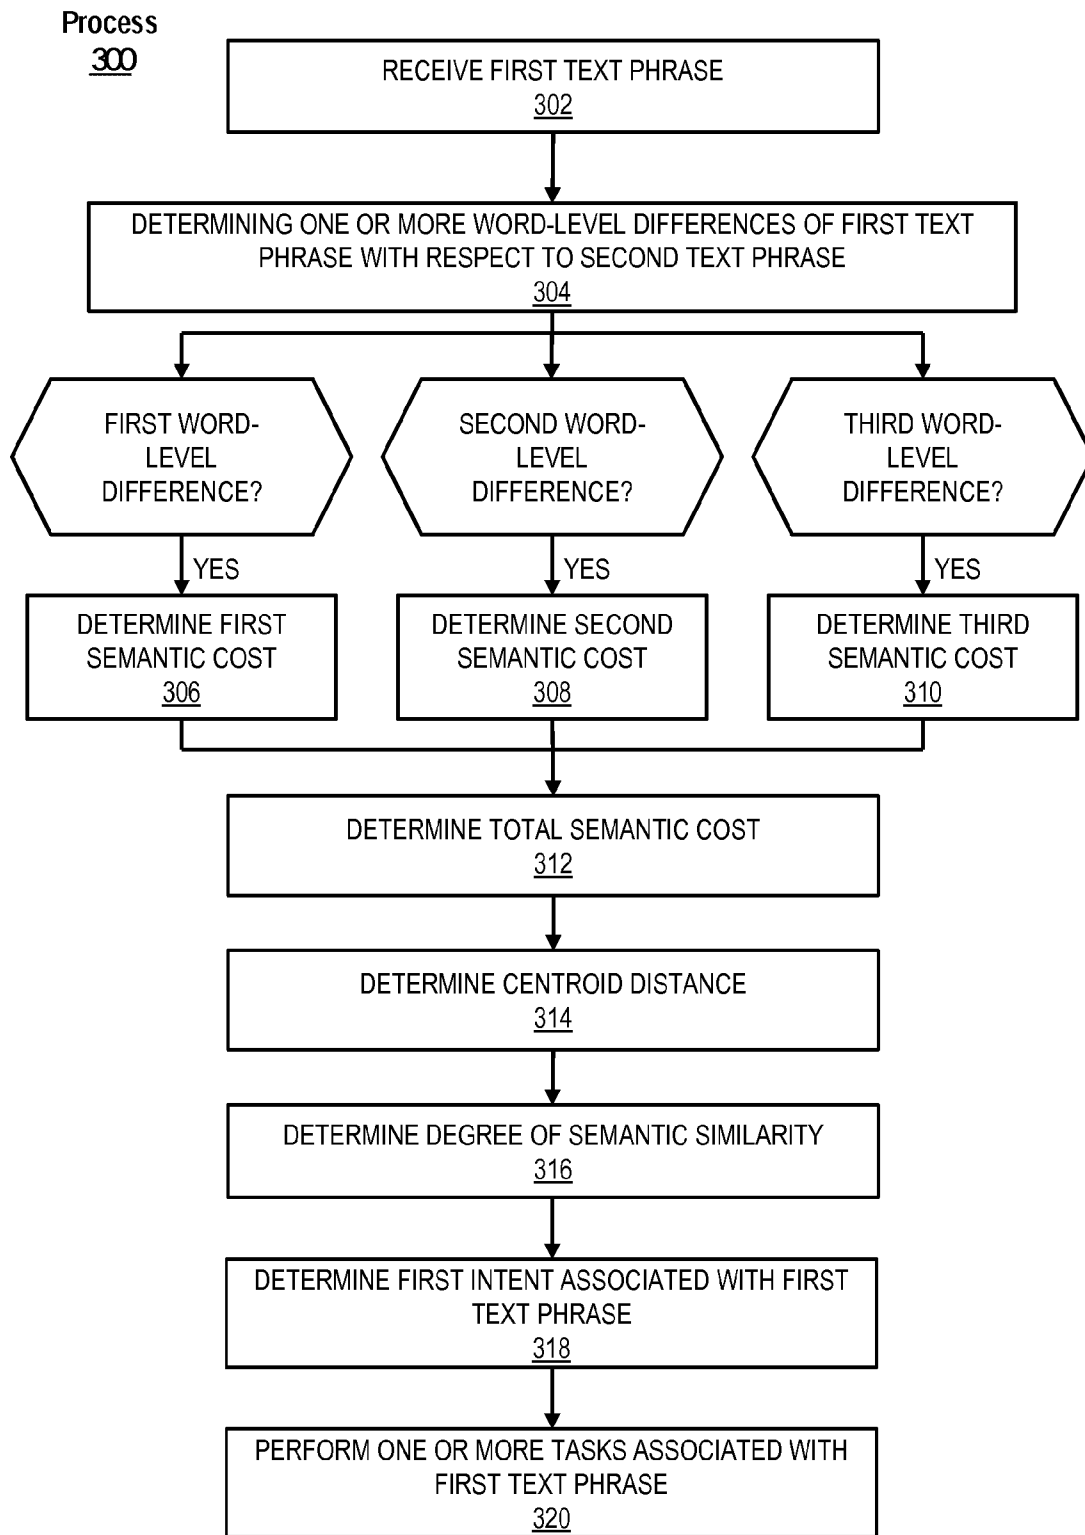 Process
300
RECEIVE FIRST TEXT PHRASE
302
DETERMINING ONE OR MORE WORD-LEVEL DIFFERENCES OF FIRST TEXT
PHRASE WITH RESPECT TO SECOND TEXT PHRASE
304
FIRST WORD-
LEVEL
DIFFERENCE?
SECOND WORD-
LEVEL
DIFFERENCE?
THIRD WORD-
LEVEL
DIFFERENCE?
YES
YES
YES
DETERMINE FIRST
SEMANTIC COST
306
DETERMINE SECOND
SEMANTIC COST
308
DETERMINE THIRD
SEMANTIC COST
310
DETERMINE TOTAL SEMANTIC COST
312
DETERMINE CENTROID DISTANCE
314
DETERMINE DEGREE OF SEMANTIC SIMILARITY
316
DETERMINE FIRST INTENT ASSOCIATED WITH FIRST
TEXT PHRASE
318
PERFORM ONE OR MORE TASKS ASSOCIATED WITH
FIRST TEXT PHRASE
320